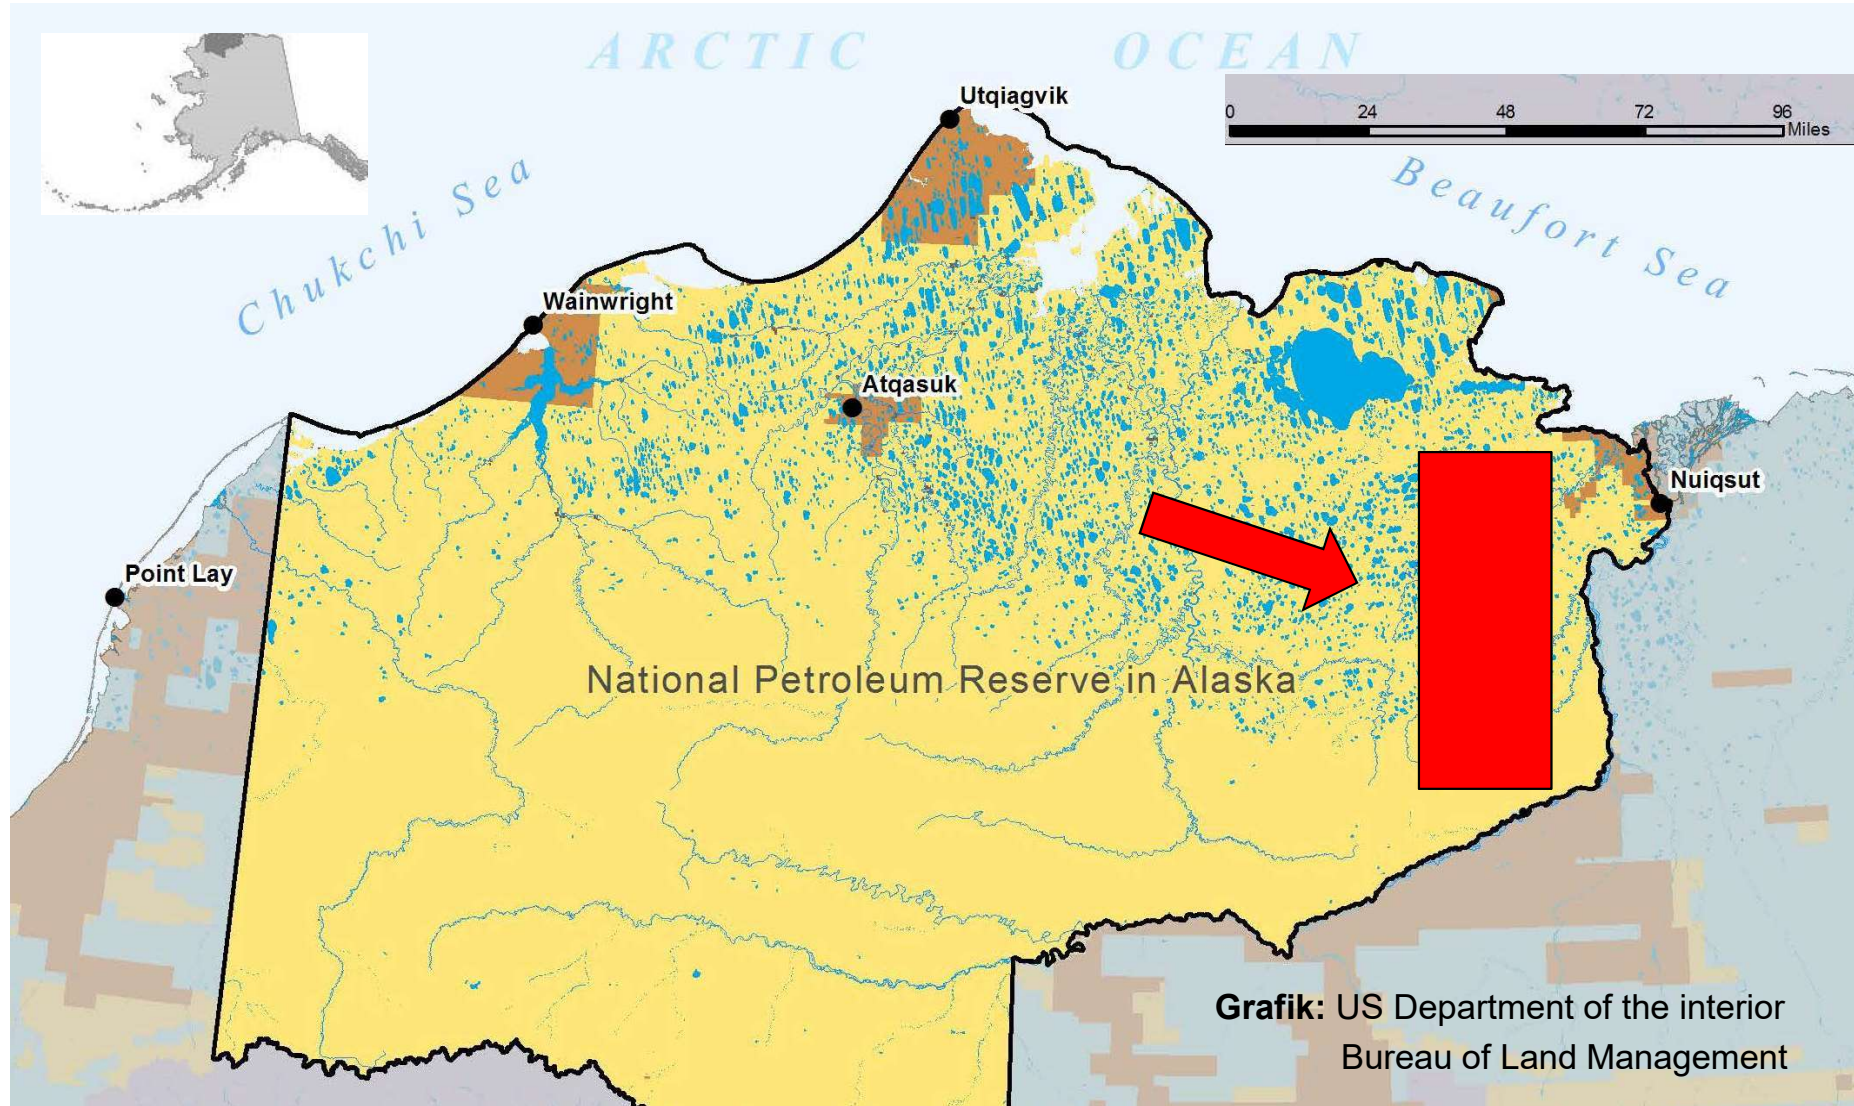 ARCTIC OCEAN
Utqiagvik
0 24 48 72 96
Miles
Chukchi Sea
Beaufort Sea
Wainwright
Atqasuk
Nuiqsut
Point Lay
National Petroleum Reserve in Alaska
Grafik: US Department of the interior
Bureau of Land Management